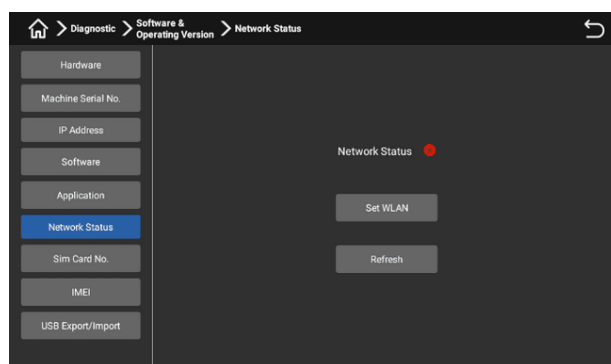 Diagnostic
Software &
Operating Version
Network Status
Hardware
Machine Serial No.
IP Address
Software
Application
Network Status
Sim Card No.
IMEI
USB Export/Import
Network Status
Set WLAN
Refresh